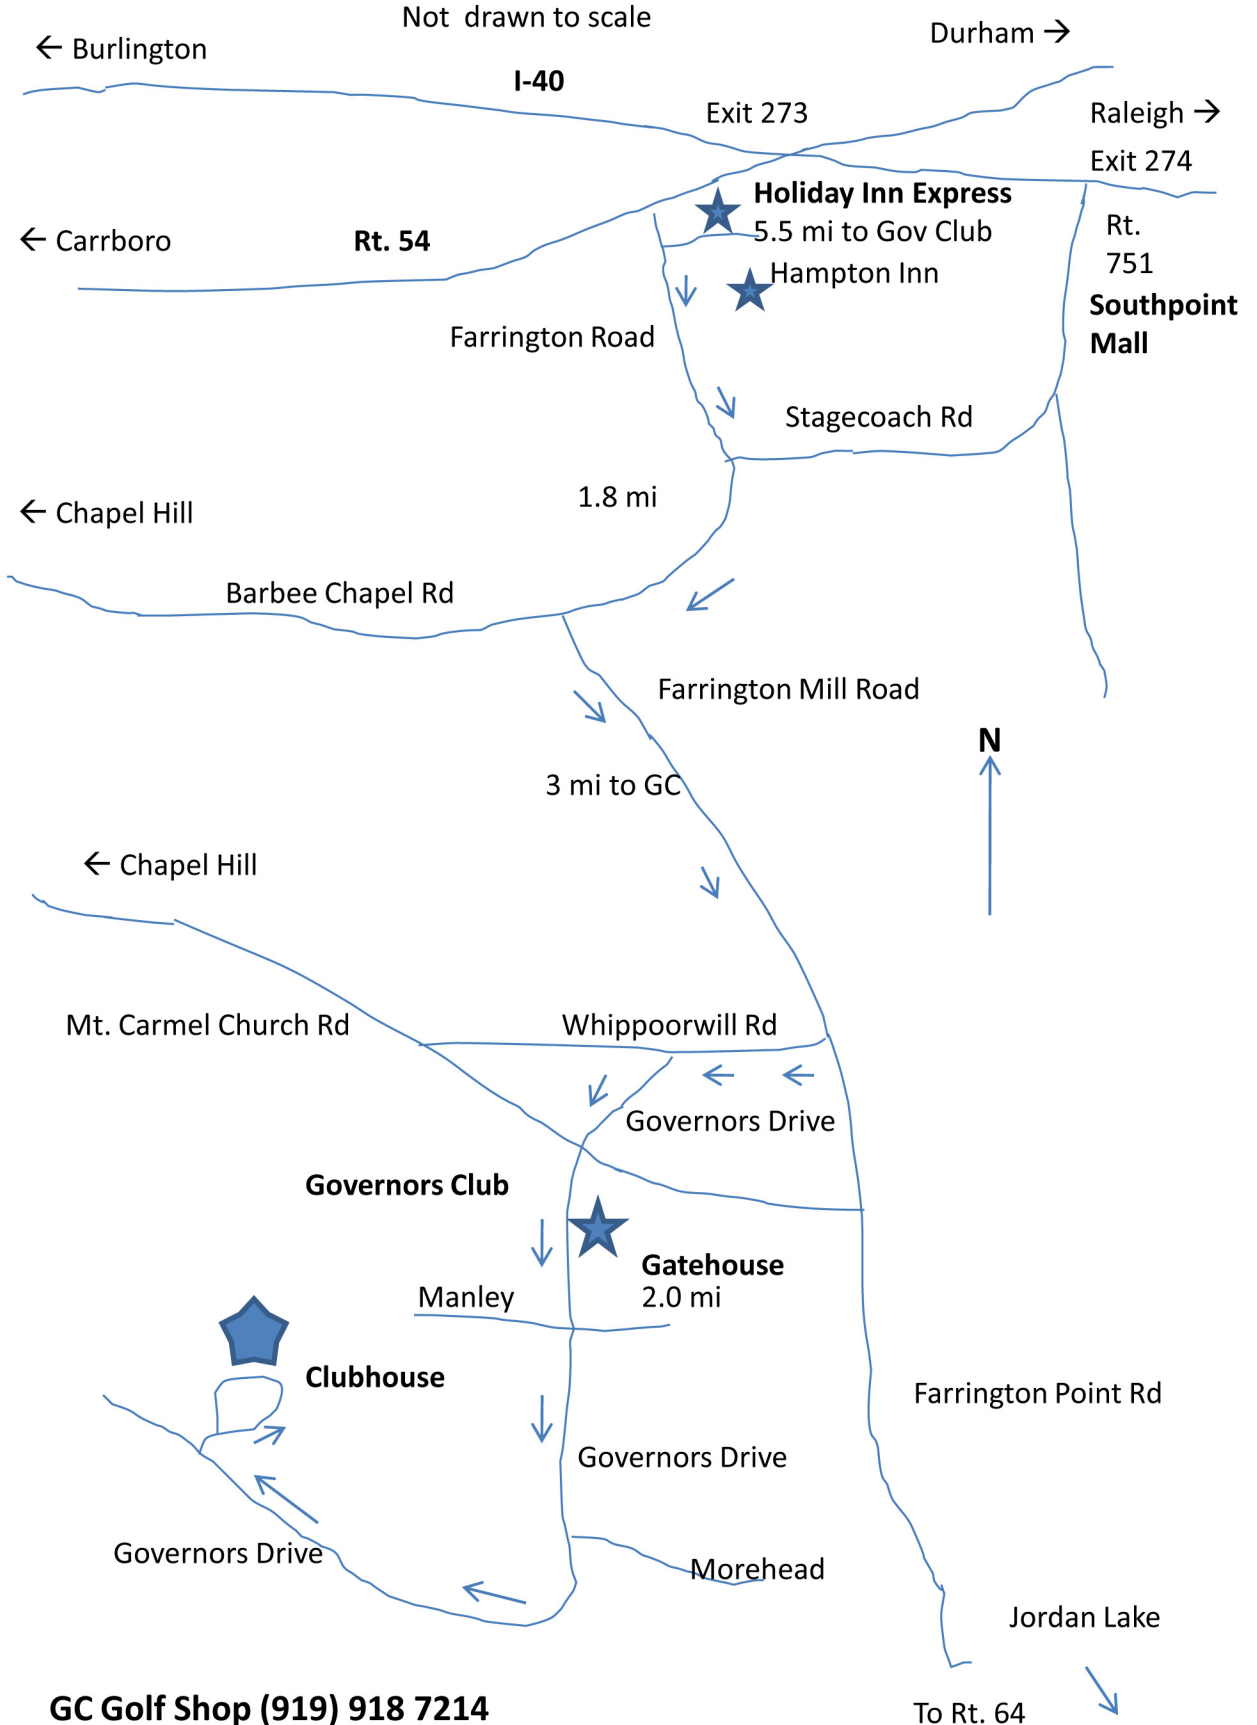 Not drawn to scale
← Burlington
Durham →
I-40
Exit 273
Raleigh →
Exit 274
Holiday Inn Express
5.5 mi to Gov Club
← Carrboro
Rt. 54
Rt.
751
Hampton Inn
Southpoint
Mall
Farrington Road
Stagecoach Rd
1.8 mi
← Chapel Hill
Barbee Chapel Rd
Farrington Mill Road
N
3 mi to GC
← Chapel Hill
Mt. Carmel Church Rd
Whippoorwill Rd
Governors Drive
Governors Club
Gatehouse
2.0 mi
Manley
Clubhouse
Farrington Point Rd
Governors Drive
Governors Drive
Morehead
Jordan Lake
GC Golf Shop (919) 918 7214
To Rt. 64